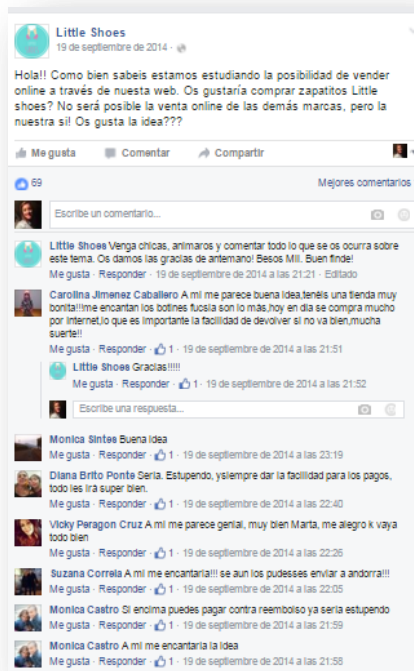 Little Shoes
19 de septiembre de 2014 ·
Hola!! Como bien sabeis estamos estudiando la posibilidad de vender
online a través de nuesta web. Os gustaría comprar zapatitos Little
shoes? No será posible la venta online de las demás marcas, pero la
nuestra si! Os gusta la idea???
Me gusta Comentar Compartir
69 Mejores comentarios
Escribe un comentario...
Little Shoes Venga chicas, animaros y comentar todo lo que se os ocurra sobre
este tema. Os damos las gracias de antemano! Besos Mil. Buen finde!
Me gusta · Responder · 19 de septiembre de 2014 a las 21:21 · Editado
Carolina Jimenez Caballero A mi me parece buena idea,tenéis una tienda muy
bonita!!!me encantan los botines fucsia son lo más,hoy en dia se compra mucho
por internet,lo que es importante la facilidad de devolver si no va bien,mucha
suerte!!
Me gusta · Responder · 1 · 19 de septiembre de 2014 a las 21:51
Little Shoes Gracias!!!!!
Me gusta · Responder · 1 · 19 de septiembre de 2014 a las 21:52
Escribe una respuesta...
Monica Sintes Buena idea
Me gusta · Responder · 1 · 19 de septiembre de 2014 a las 23:19
Diana Brito Ponte Sería. Estupendo, ysiempre dar la facilidad para los pagos,
todo les irá super bien.
Me gusta · Responder · 1 · 19 de septiembre de 2014 a las 22:40
Vicky Peragon Cruz A mi me parece genial, muy bien Marta, me alegro k vaya
todo bien
Me gusta · Responder · 1 · 19 de septiembre de 2014 a las 22:26
Suzana Correia A mi me encantaria!!! se aun los pudesses enviar a andorra!!!
Me gusta · Responder · 1 · 19 de septiembre de 2014 a las 22:05
Monica Castro Si encima puedes pagar contra reembolso ya seria estupendo
Me gusta · Responder · 1 · 19 de septiembre de 2014 a las 21:59
Monica Castro A mi me encantaria la idea
Me gusta · Responder · 1 · 19 de septiembre de 2014 a las 21:58